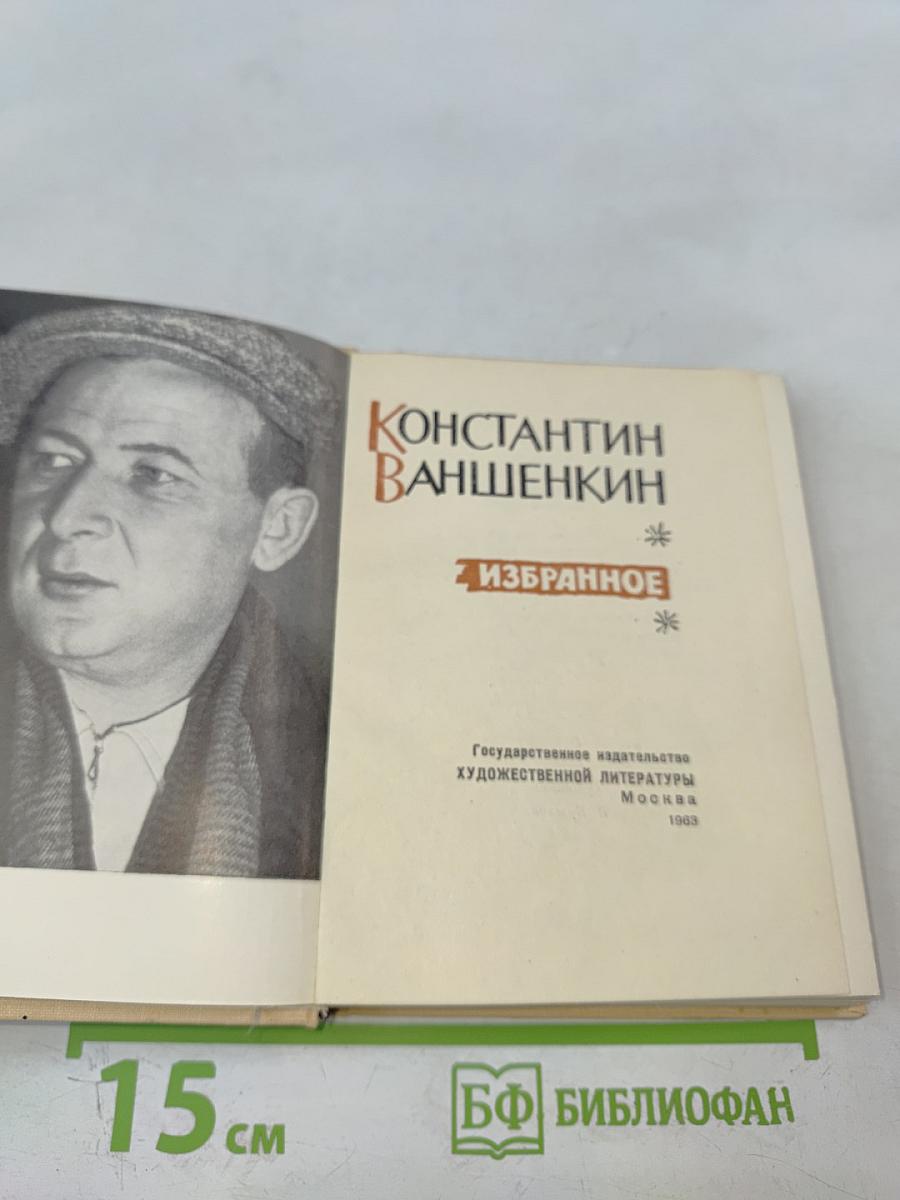 КОНСТАНТИН
ВАНШЕНКИН
ИЗБРАННОЕ
Государственное издательство
ХУДОЖЕСТВЕННОЙ ЛИТЕРАТУРЫ
Москва
1963
15 см
БФ БИБЛИОФАН